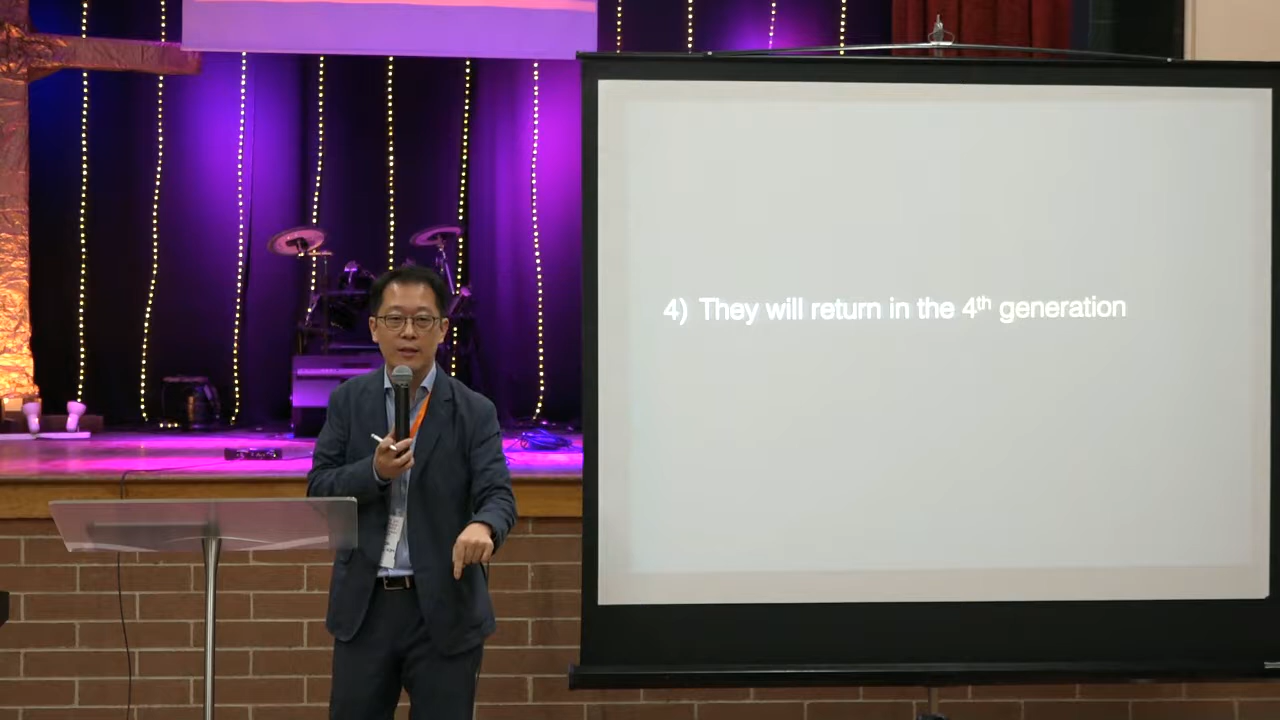 4) They will return in the 4th generation